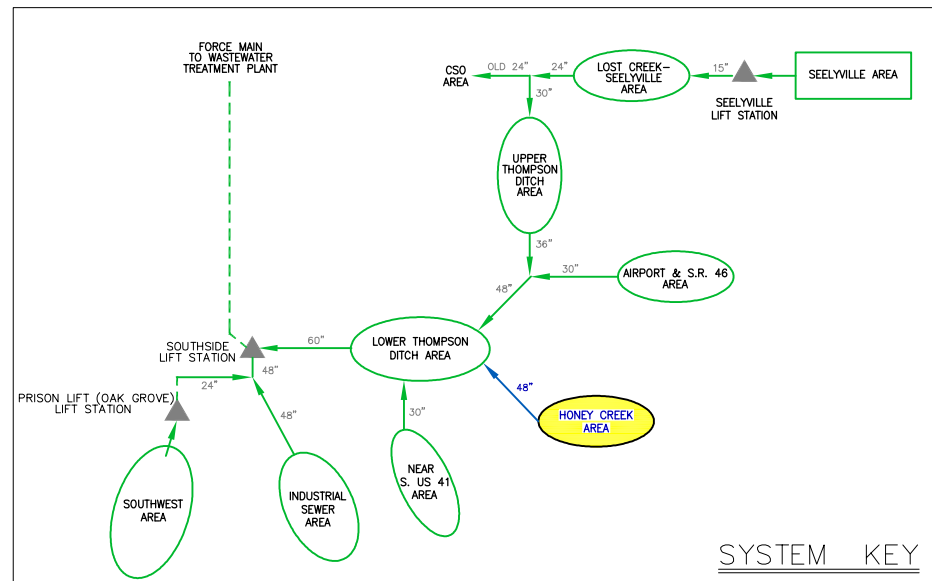 FORCE MAIN
TO WASTEWATER
TREATMENT PLANT
CSO
AREA
OLD 24"
24"
LOST CREEK-
SEELYVILLE
AREA
15"
SEELYVILLE AREA
SEELYVILLE
LIFT STATION
30"
UPPER
THOMPSON
DITCH
AREA
36"
30"
AIRPORT & S.R. 46
AREA
48"
SOUTHSIDE
LIFT STATION
60"
LOWER THOMPSON
DITCH AREA
48"
24"
PRISON LIFT (OAK GROVE)
LIFT STATION
48"
30"
48"
HONEY CREEK
AREA
SOUTHWEST
AREA
INDUSTRIAL
SEWER
AREA
NEAR
S. US 41
AREA
SYSTEM KEY